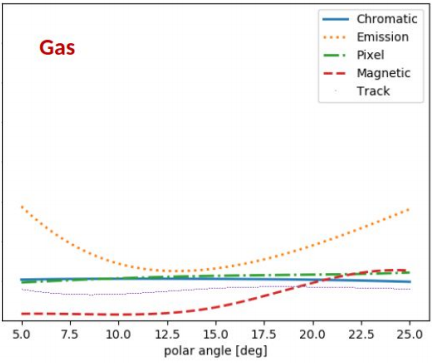 Gas
Chromatic
Emission
Pixel
Magnetic
Track
5.0 7.5 10.0 12.5 15.0 17.5 20.0 22.5 25.0
polar angle [deg]